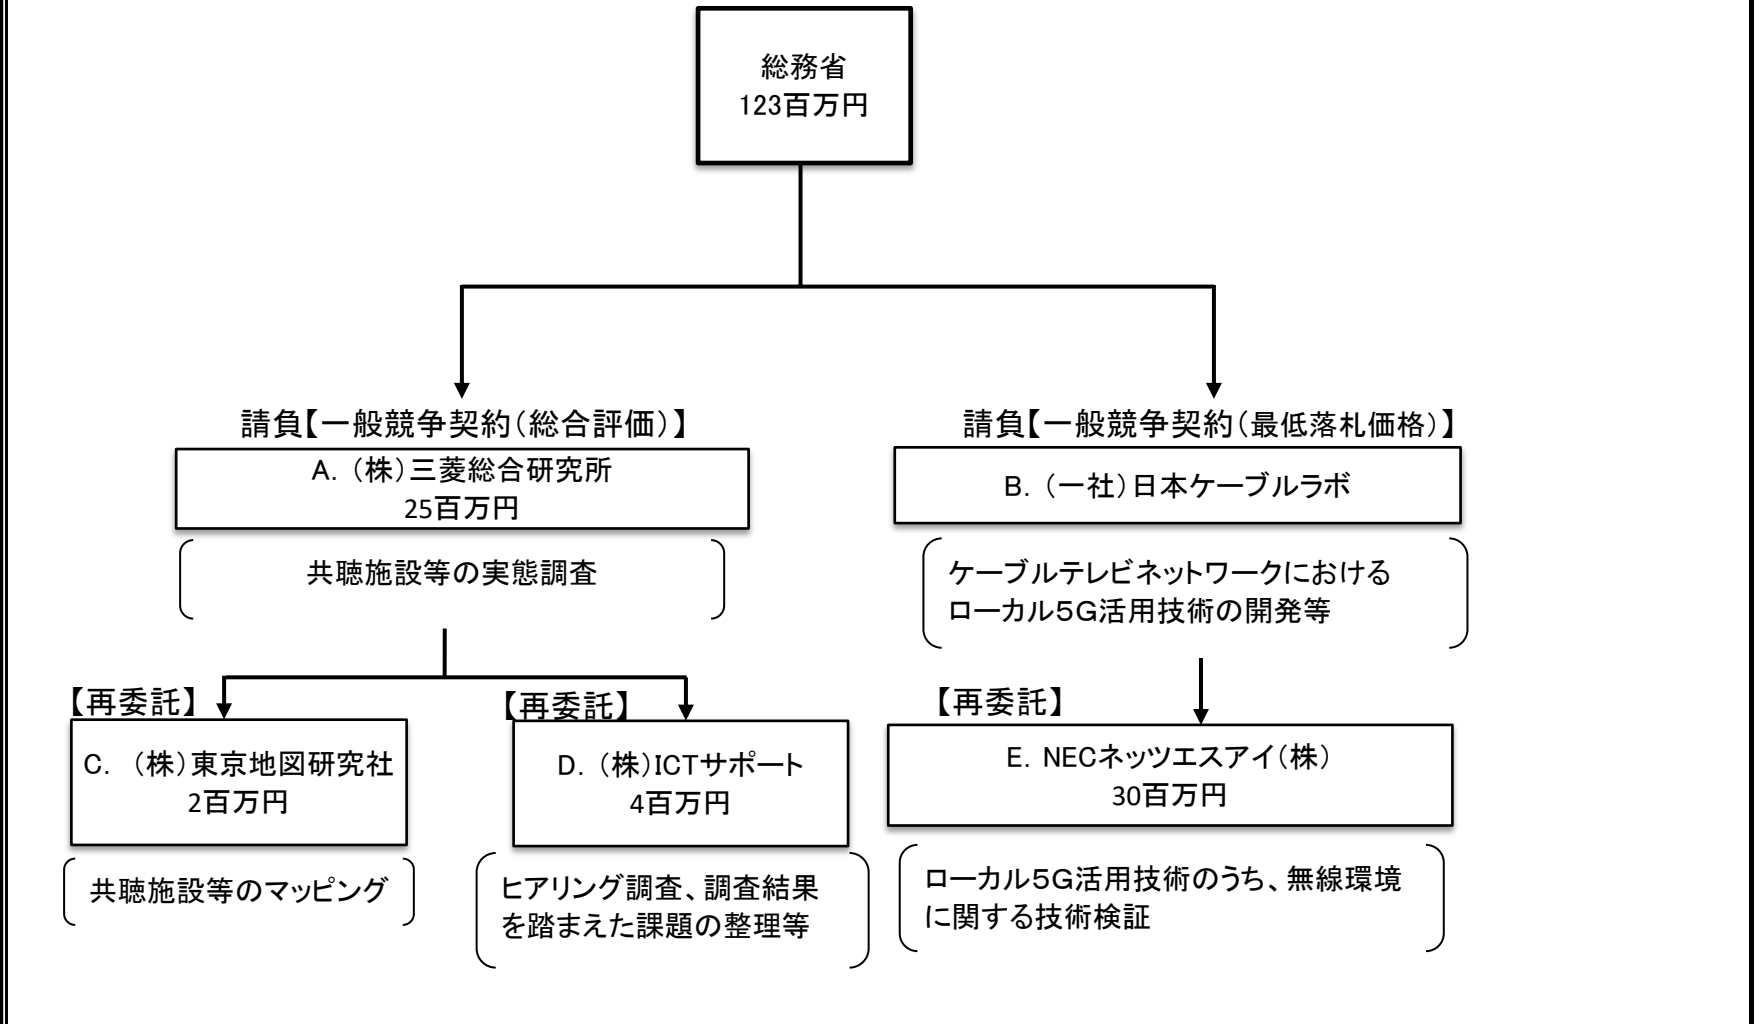 総務省
123百万円
請負【一般競争契約（総合評価）】
A．（株）三菱総合研究所
25百万円
共聴施設等の実態調査
請負【一般競争契約（最低落札価格）】
B．（一社）日本ケーブルラボ
ケーブルテレビネットワークにおける
ローカル５Ｇ活用技術の開発等
【再委託】
C．（株）東京地図研究社
2百万円
共聴施設等のマッピング
【再委託】
D．（株）ICTサポート
4百万円
ヒアリング調査、調査結果
を踏まえた課題の整理等
【再委託】
E．NECネッツエスアイ（株）
30百万円
ローカル５Ｇ活用技術のうち、無線環境
に関する技術検証